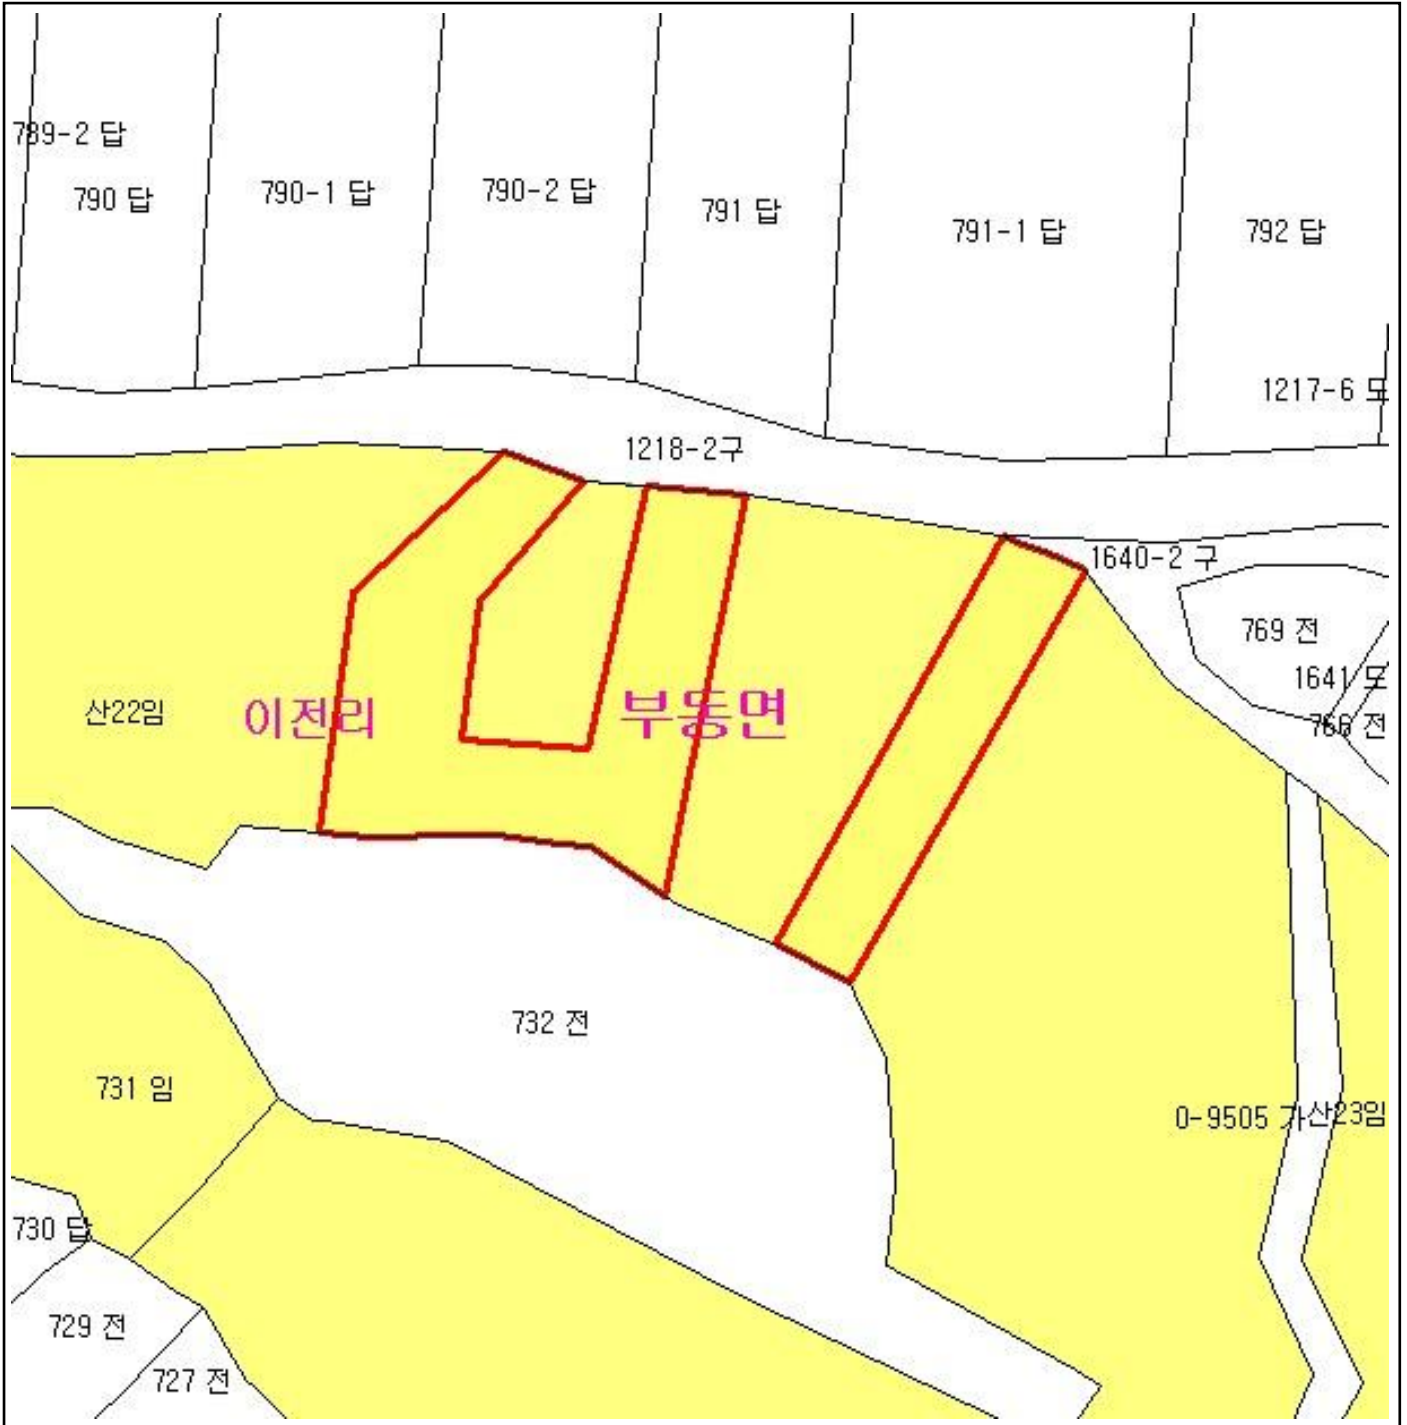 789-2 답
790 답
790-1 답
790-2 답
791 답
791-1 답
792 답
1217-6 도
1218-2구
1640-2 구
769 전
1641 도
766 전
산22임
이전리
부동면
732 전
731 임
0-9505 가
산23임
730 답
729 전
727 전